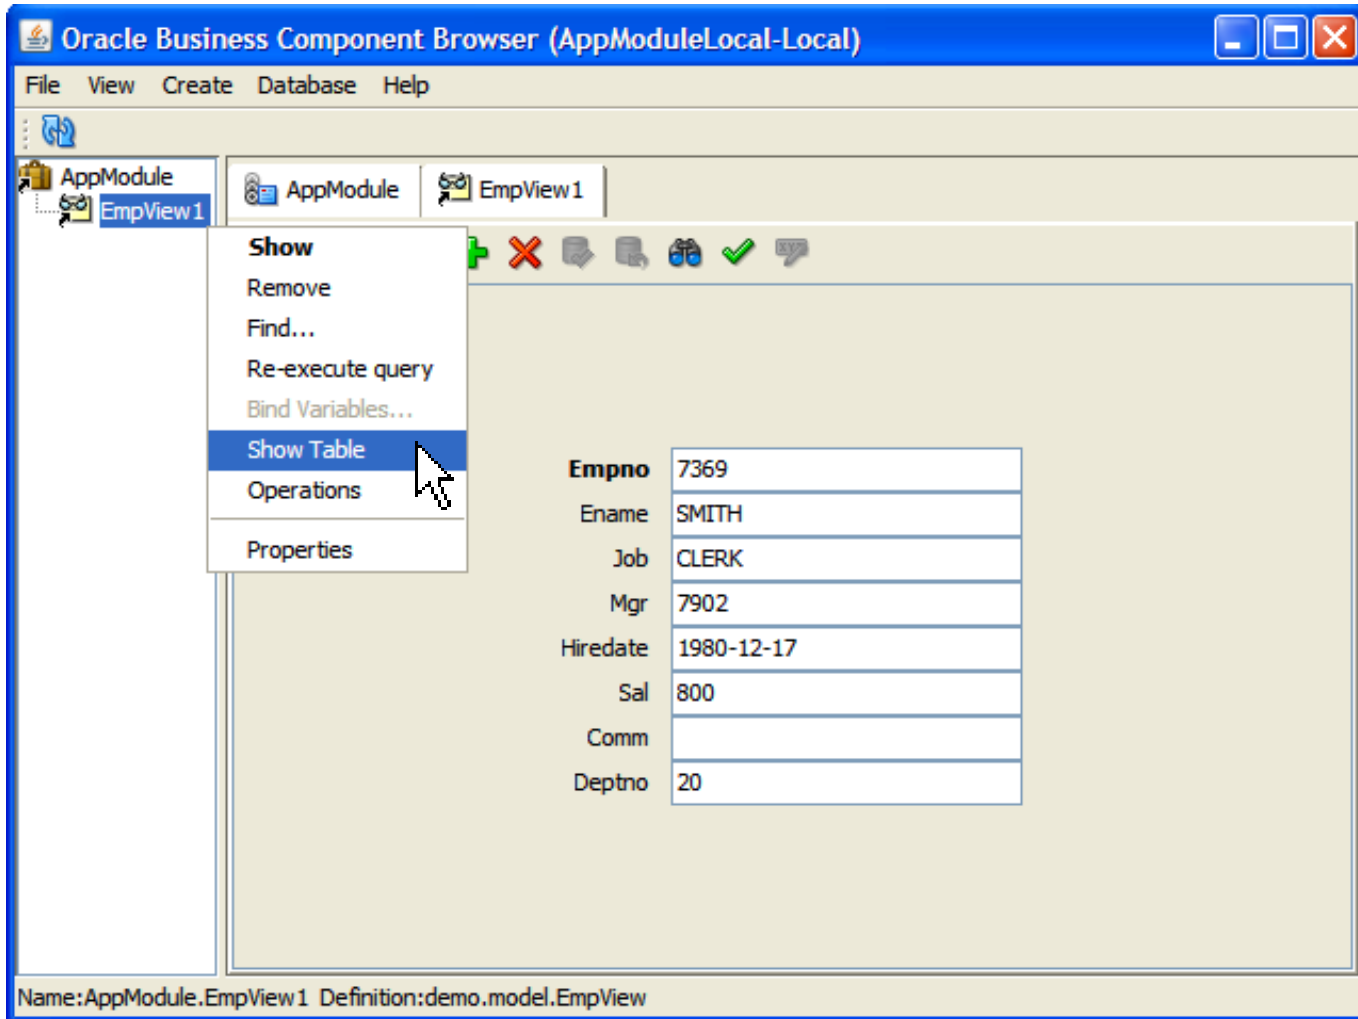 Oracle Business Component Browser (AppModuleLocal-Local)
File View Create Database Help
AppModule
EmpView1
AppModule EmpView1
Show
Remove
Find...
Re-execute query
Bind Variables...
Show Table
Operations
Properties
Empno 7369
Ename SMITH
Job CLERK
Mgr 7902
Hiredate 1980-12-17
Sal 800
Comm
Deptno 20
Name:AppModule.EmpView1 Definition:demo.model.EmpView